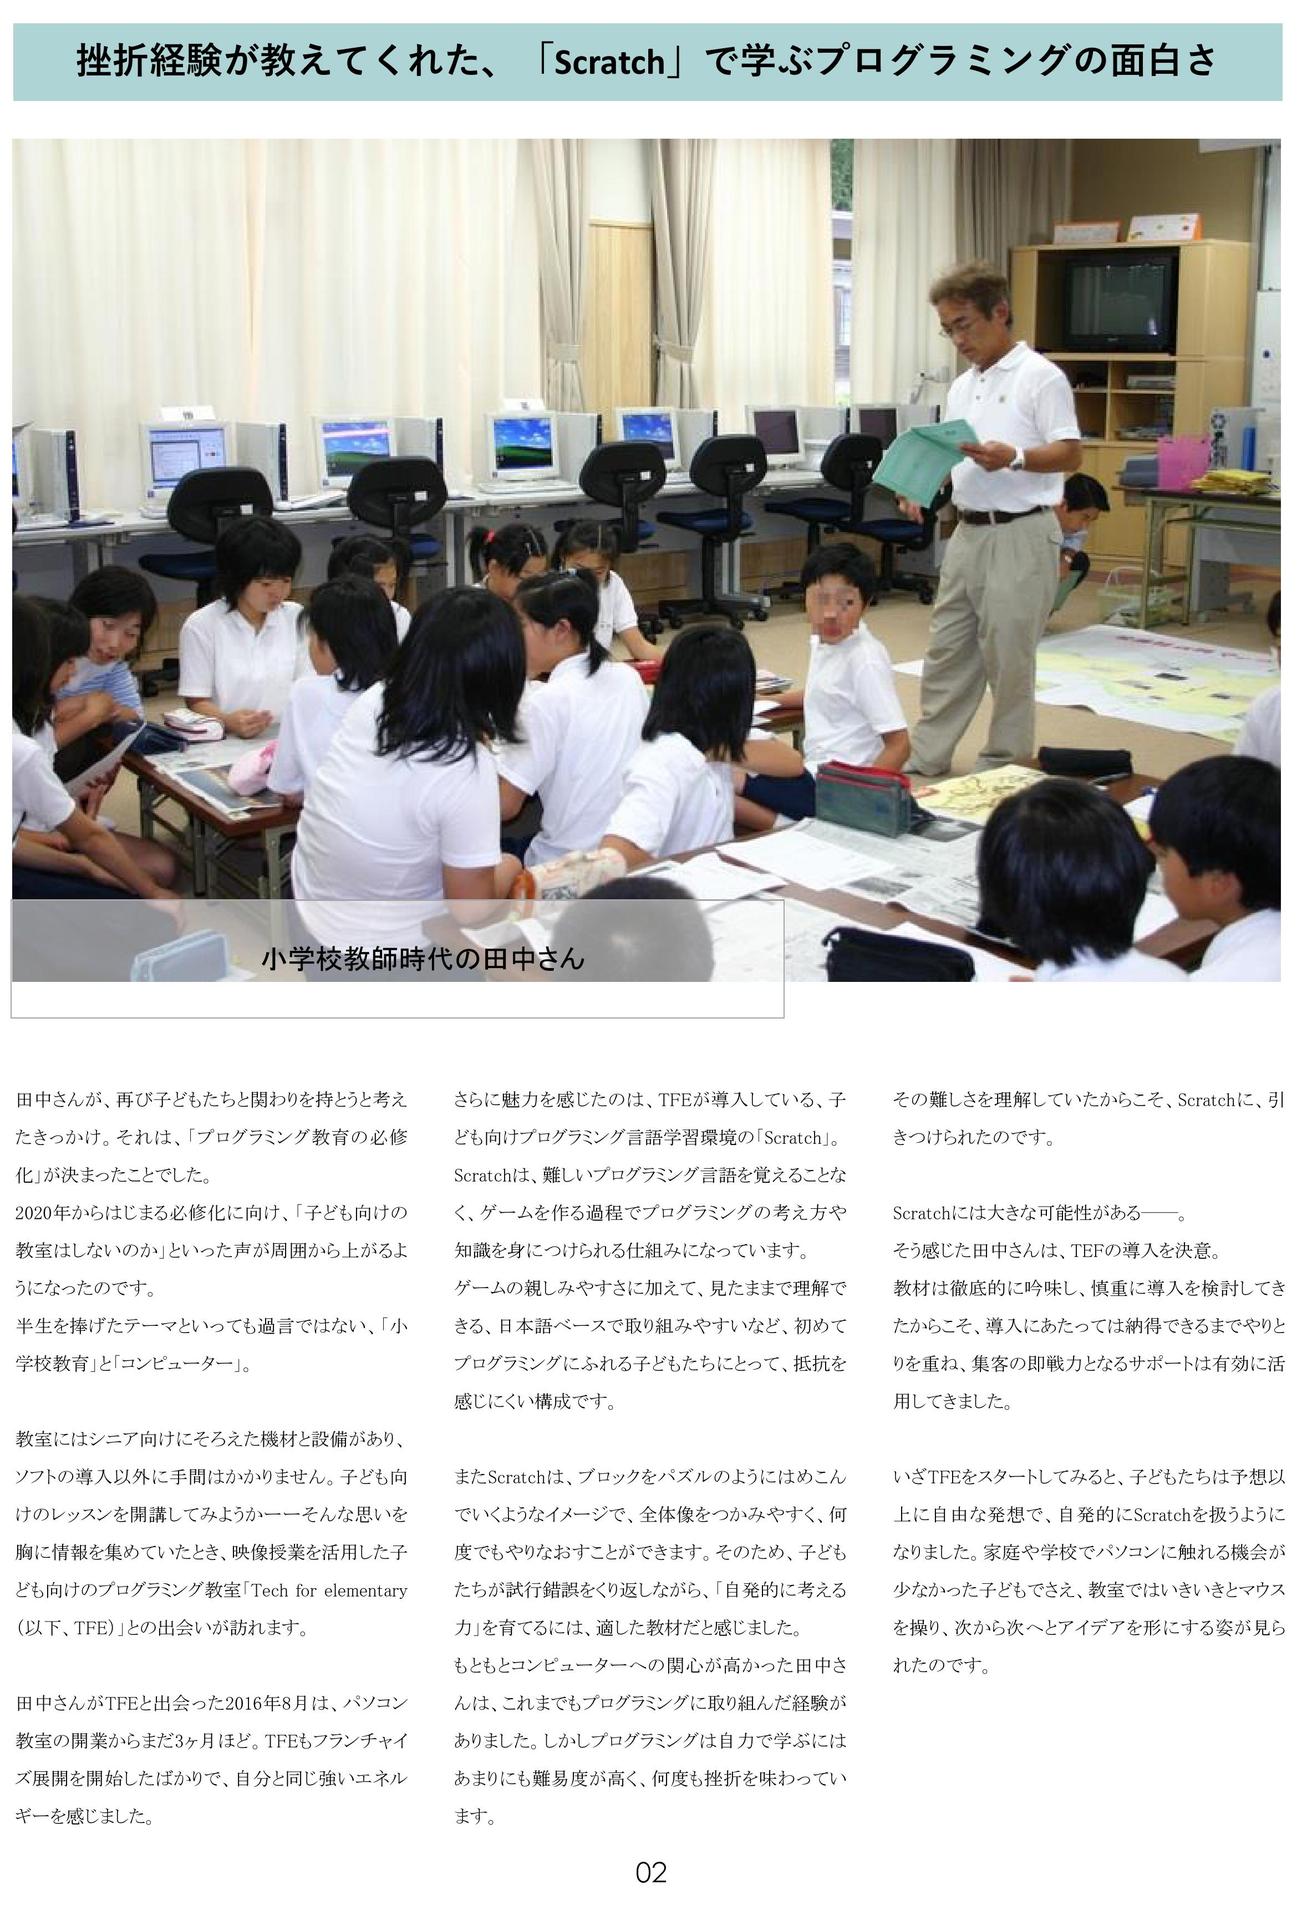 挫折経験が教えてくれた、「Scratch」で学ぶプログラミングの面白さ
小学校教師時代の田中さん
田中さんが、再び子どもたちと関わりを持とうと考え
たきっかけ。それは、「プログラミング教育の必修
化」が決まったことでした。
2020年からはじまる必修化に向け、「子ども向けの
教室はしないのか」といった声が周囲から上がるよ
うになったのです。
半生を捧げたテーマといっても過言ではない、「小
学校教育」と「コンピューター」。
教室にはシニア向けにそろえた機材と設備があり、
ソフトの導入以外に手間はかかりません。子ども向
けのレッスンを開講してみようかーーそんな思いを
胸に情報を集めていたとき、映像授業を活用した子
ども向けのプログラミング教室「Tech for elementary
（以下、TFE）」との出会いが訪れます。
田中さんがTFEと出会った2016年8月は、パソコン
教室の開業からまだ3ヶ月ほど。TFEもフランチャイ
ズ展開を開始したばかりで、自分と同じ強いエネル
ギーを感じました。
さらに魅力を感じたのは、TFEが導入している、子
ども向けプログラミング言語学習環境の「Scratch」。
Scratchは、難しいプログラミング言語を覚えることな
く、ゲームを作る過程でプログラミングの考え方や
知識を身につけられる仕組みになっています。
ゲームの親しみやすさに加えて、見たままで理解で
きる、日本語ベースで取り組みやすいなど、初めて
プログラミングにふれる子どもたちにとって、抵抗を
感じにくい構成です。
またScratchは、ブロックをパズルのようにはめこん
でいくようなイメージで、全体像をつかみやすく、何
度でもやりなおすことができます。そのため、子ども
たちが試行錯誤をくり返しながら、「自発的に考える
力」を育てるには、適した教材だと感じました。
もともとコンピューターへの関心が高かった田中さ
んは、これまでもプログラミングに取り組んだ経験が
ありました。しかしプログラミングは自力で学ぶには
あまりにも難易度が高く、何度も挫折を味わってい
ます。
その難しさを理解していたからこそ、Scratchに、引
きつけられたのです。
Scratchには大きな可能性がある――。
そう感じた田中さんは、TEFの導入を決意。
教材は徹底的に吟味し、慎重に導入を検討してき
たからこそ、導入にあたっては納得できるまでやりと
りを重ね、集客の即戦力となるサポートは有効に活
用してきました。
いざTFEをスタートしてみると、子どもたちは予想以
上に自由な発想で、自発的にScratchを扱うように
なりました。家庭や学校でパソコンに触れる機会が
少なかった子どもでさえ、教室ではいきいきとマウス
を操り、次から次へとアイデアを形にする姿が見ら
れたのです。
02